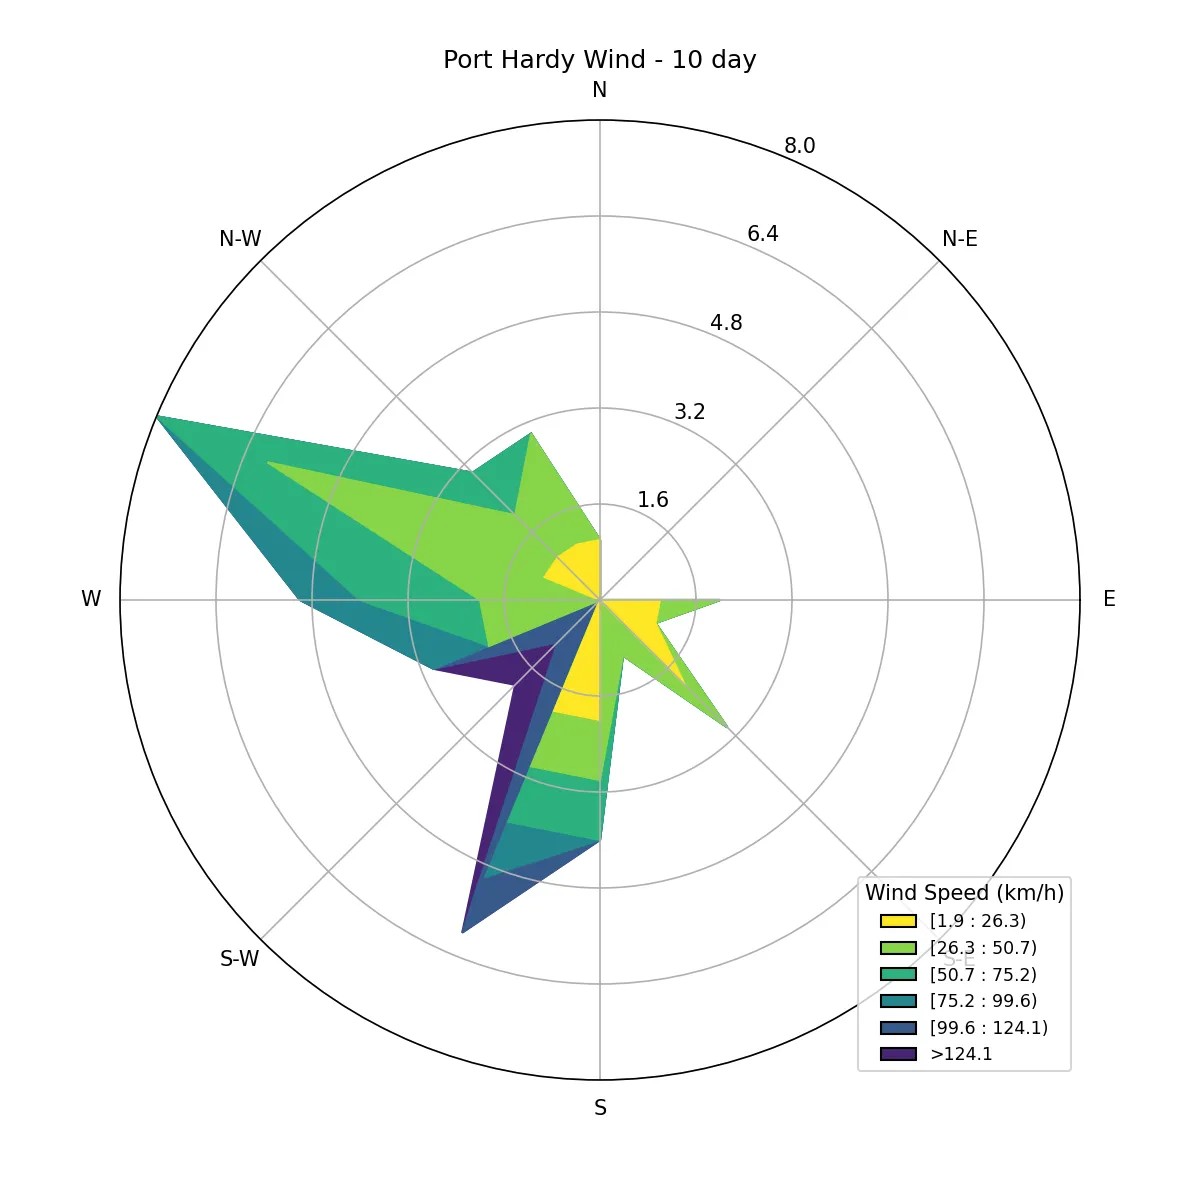 Port Hardy Wind - 10 day
N
8.0
N-W
N-E
6.4
4.8
3.2
1.6
W
E
S-W
S-E
S
Wind Speed (km/h)
[1.9 : 26.3)
[26.3 : 50.7)
[50.7 : 75.2)
[75.2 : 99.6)
[99.6 : 124.1)
>124.1